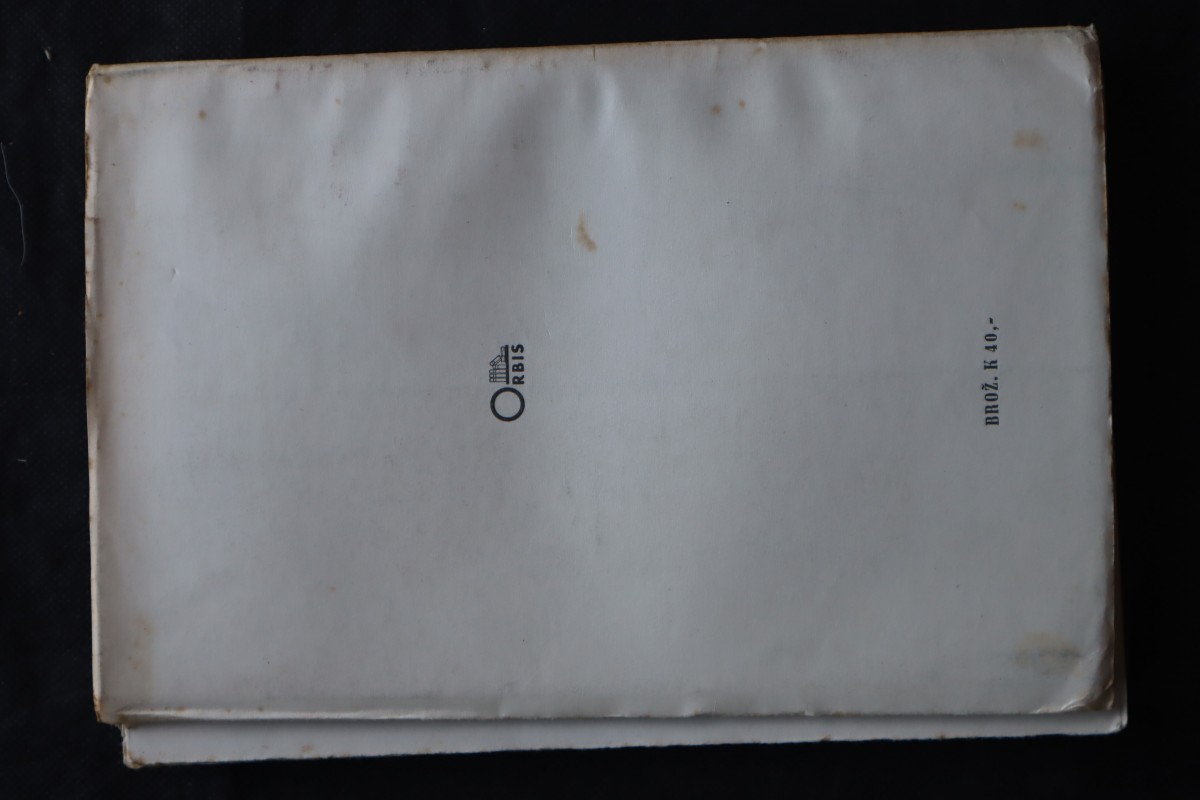 ORBIS
BROŽ. K 40,-